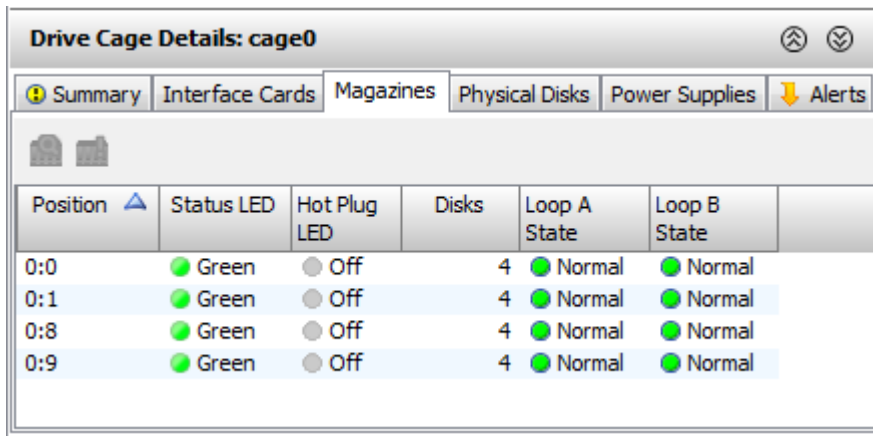 Drive Cage Details: cage0
Summary Interface Cards Magazines Physical Disks Power Supplies Alerts
Position Status LED Hot Plug LED Disks Loop A State Loop B State
0:0 Green Off 4 Normal Normal
0:1 Green Off 4 Normal Normal
0:8 Green Off 4 Normal Normal
0:9 Green Off 4 Normal Normal